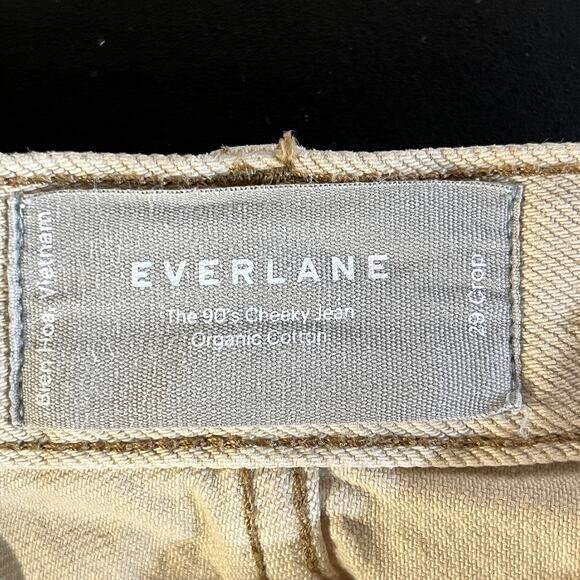 EVERLANE
The 90's Cheeky Jean
Organic Cotton
Bien Hoa, Vietnam
29 Crop